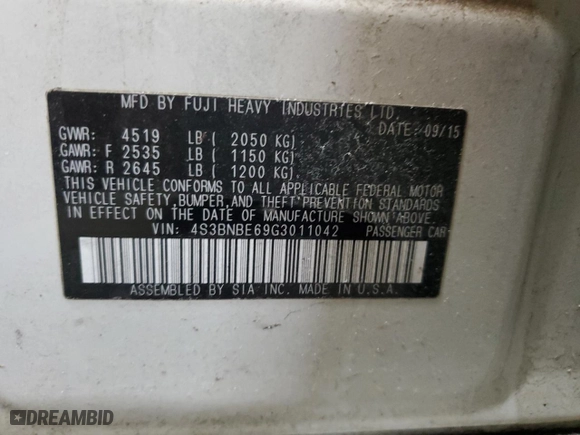 MFD BY FUJI HEAVY INDUSTRIES LTD.
DATE: 09/15
GVWR: 4519 LB ( 2050 KG)
GAWR: F 2535 LB ( 1150 KG)
GAWR: R 2645 LB ( 1200 KG)
THIS VEHICLE CONFORMS TO ALL APPLICABLE FEDERAL MOTOR
VEHICLE SAFETY, BUMPER, AND THEFT PREVENTION STANDARDS
IN EFFECT ON THE DATE OF MANUFACTURE SHOWN ABOVE.
VIN: 4S3BNBE69G3011042 PASSENGER CAR
ASSEMBLED BY SIA INC. MADE IN U.S.A.
DREAMBID